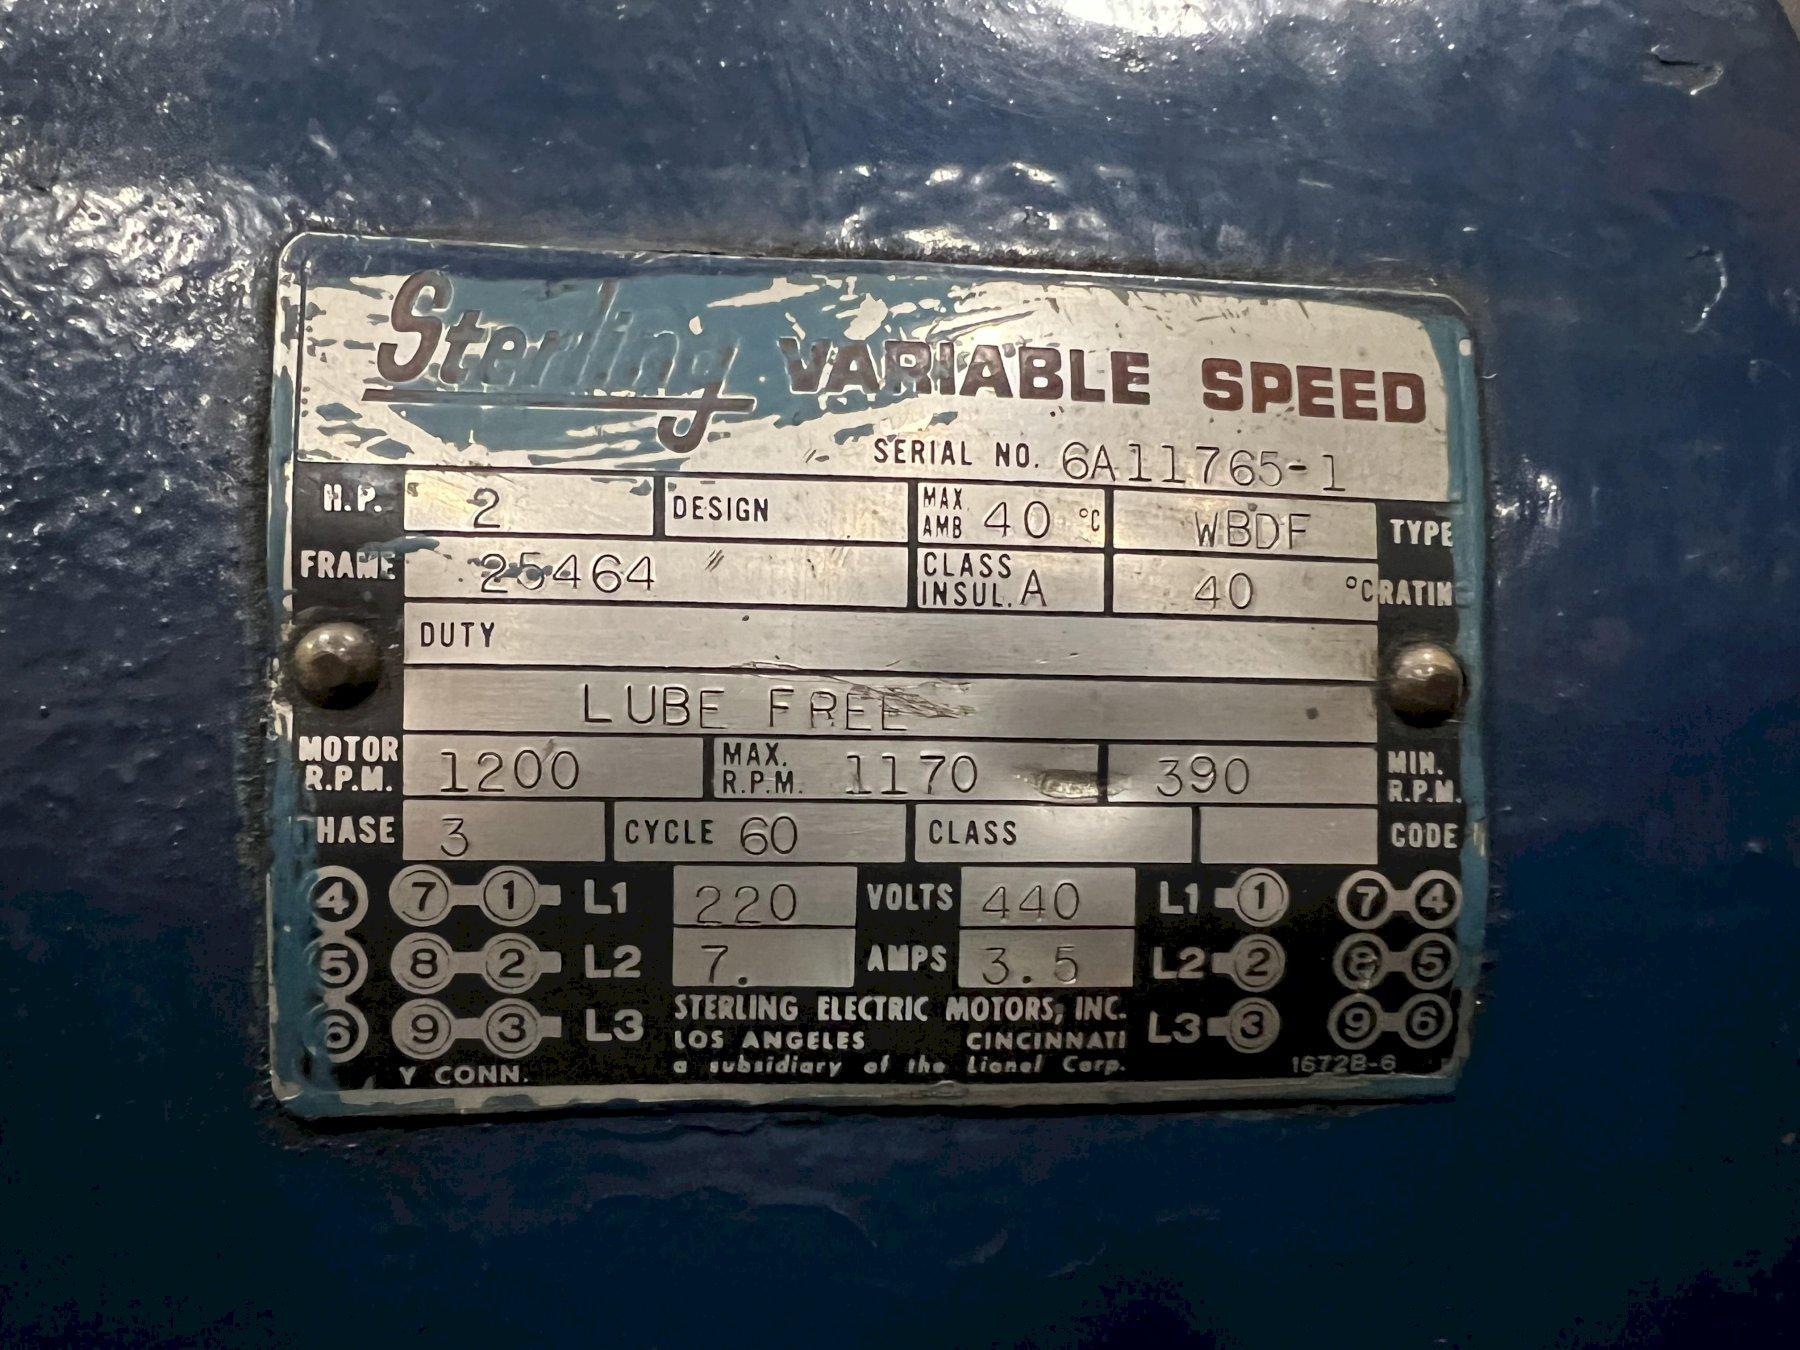 Sterling VARIABLE SPEED
SERIAL NO. 6A11765-1
H.P. 2 DESIGN MAX. AMB 40 °C WBDF TYPE
FRAME 25464 " CLASS INSUL. A 40 °C RATING
DUTY
LUBE FREE
MOTOR R.P.M. 1200 MAX. R.P.M. 1170 390 MIN. R.P.M.
PHASE 3 CYCLE 60 CLASS CODE
4 7 1 L1 220 VOLTS 440 L1 1 7 4
5 8 2 L2 7. AMPS 3.5 L2 2 8 5
6 9 3 L3 STERLING ELECTRIC MOTORS, INC. L3 3 9 6
LOS ANGELES CINCINNATI
Y CONN. a subsidiary of the Lionel Corp. 1672B-6